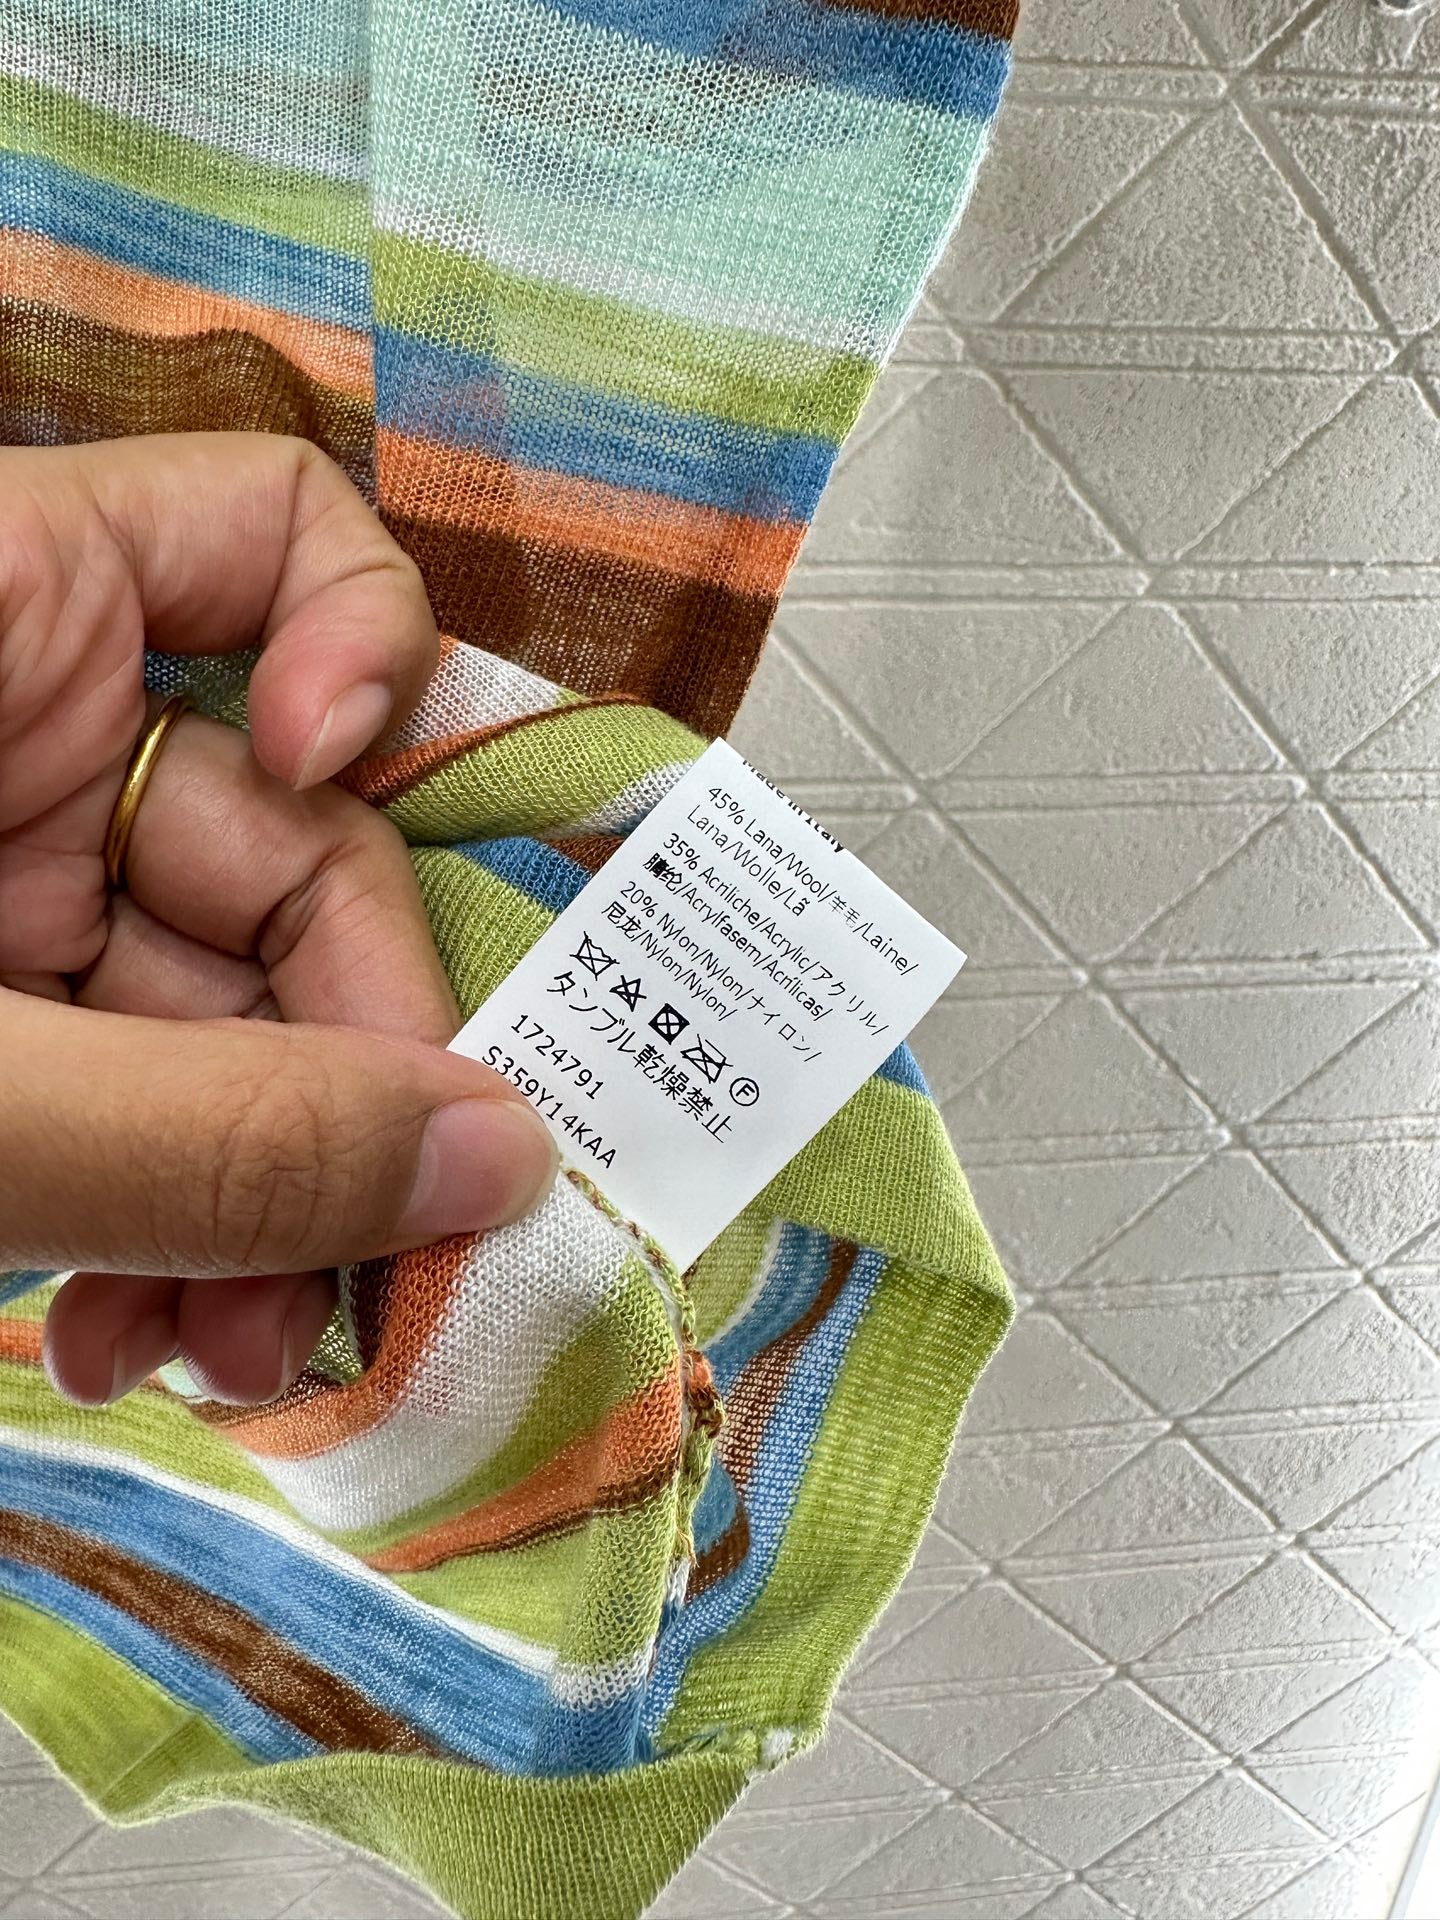 Made in Italy
45% Lana/Wool/羊毛/Laine/
Lana/Wolle/Lã
35% Acriliche/Acrylic/アクリル/
腈纶/Acrylfasern/Acrílicas/
20% Nylon/Nylon/ナイロン/
尼龙/Nylon/Nylon/
F
タンブル乾燥禁止
1724791
S359Y14KAA